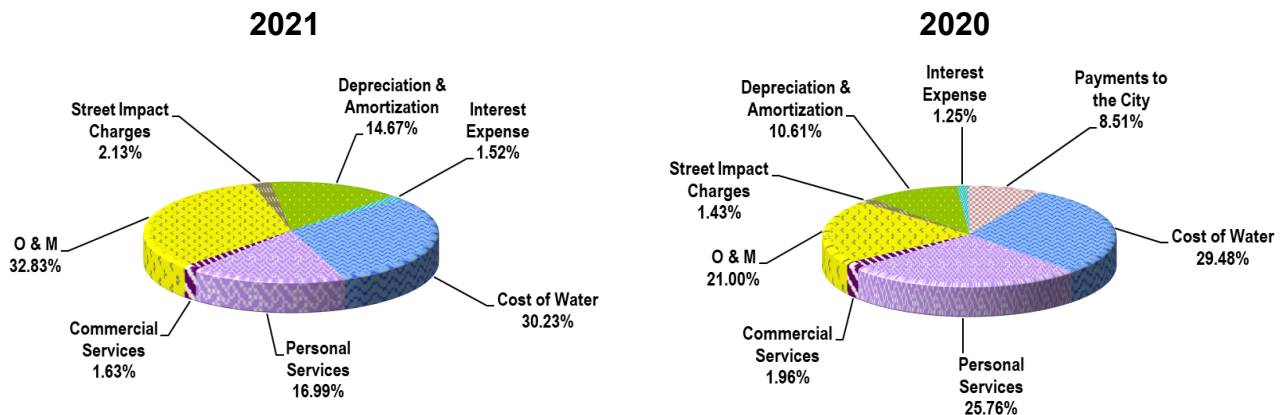 2021
Depreciation &
Amortization
14.67%
Interest
Expense
1.52%
Street Impact
Charges
2.13%
O & M
32.83%
Cost of Water
30.23%
Commercial
Services
1.63%
Personal
Services
16.99%
2020
Interest
Expense
1.25%
Payments to
the City
8.51%
Depreciation &
Amortization
10.61%
Street Impact
Charges
1.43%
O & M
21.00%
Cost of Water
29.48%
Commercial
Services
1.96%
Personal
Services
25.76%